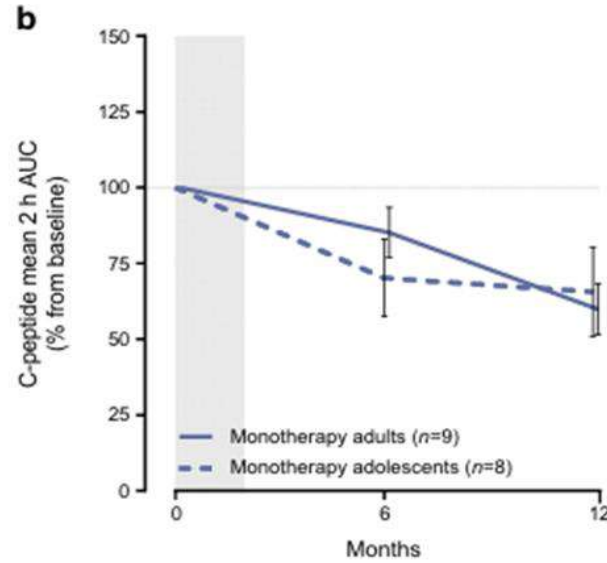 b
150
125
100
75
50
25
0
C-peptide mean 2 h AUC
(% from baseline)
Monotherapy adults (n=9)
Monotherapy adolescents (n=8)
0 6 12
Months